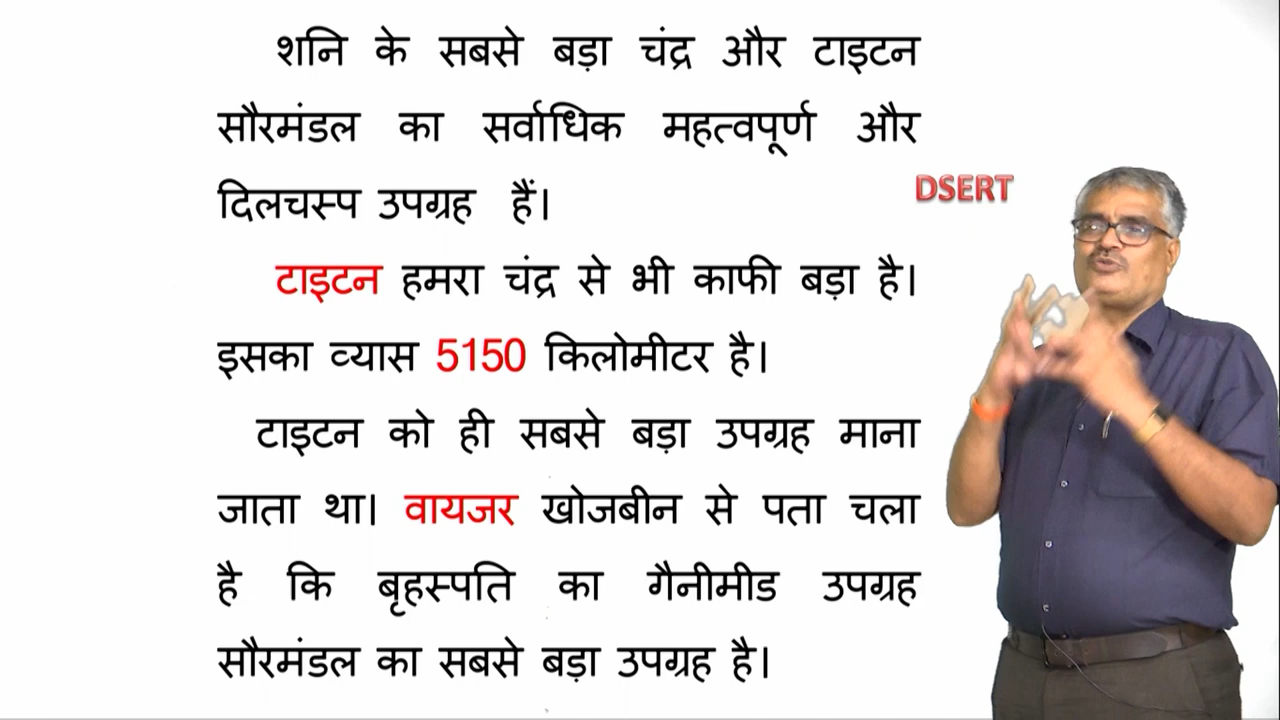 शनि के सबसे बड़ा चंद्र और टाइटन
सौरमंडल का सर्वाधिक महत्वपूर्ण और
दिलचस्प उपग्रह हैं।
DSERT
टाइटन हमरा चंद्र से भी काफी बड़ा है।
इसका व्यास 5150 किलोमीटर है।
टाइटन को ही सबसे बड़ा उपग्रह माना
जाता था। वायजर खोजबीन से पता चला
है कि बृहस्पति का गैनीमीड उपग्रह
सौरमंडल का सबसे बड़ा उपग्रह है।